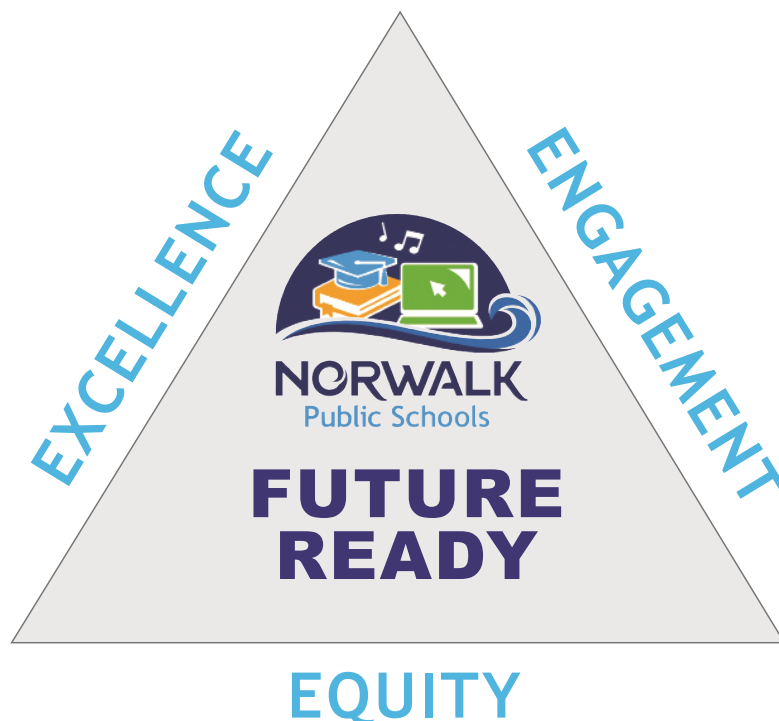 EXCELLENCE
ENGAGEMENT
NORWALK
Public Schools
FUTURE
READY
EQUITY